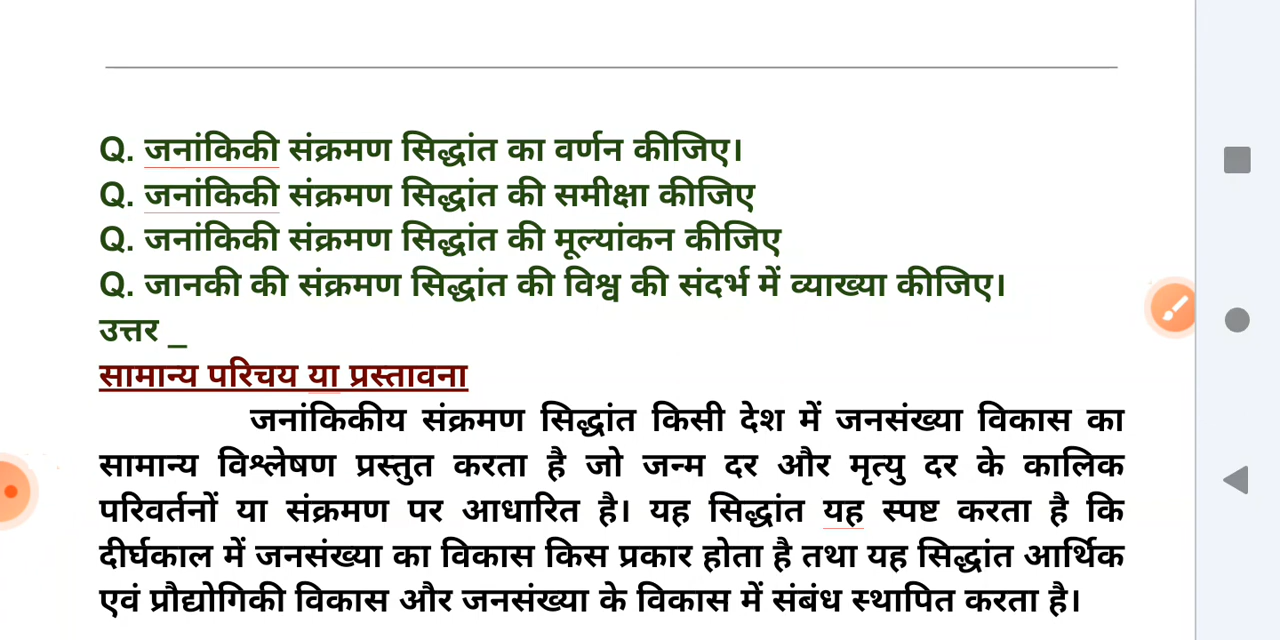 Q. जनांकिकी संक्रमण सिद्धांत का वर्णन कीजिए।
Q. जनांकिकी संक्रमण सिद्धांत की समीक्षा कीजिए
Q. जनांकिकी संक्रमण सिद्धांत की मूल्यांकन कीजिए
Q. जानकी की संक्रमण सिद्धांत की विश्व की संदर्भ में व्याख्या कीजिए।
उत्तर _
सामान्य परिचय या प्रस्तावना
जनांकिकीय संक्रमण सिद्धांत किसी देश में जनसंख्या विकास का
सामान्य विश्लेषण प्रस्तुत करता है जो जन्म दर और मृत्यु दर के कालिक
परिवर्तनों या संक्रमण पर आधारित है। यह सिद्धांत यह स्पष्ट करता है कि
दीर्घकाल में जनसंख्या का विकास किस प्रकार होता है तथा यह सिद्धांत आर्थिक
एवं प्रौद्योगिकी विकास और जनसंख्या के विकास में संबंध स्थापित करता है।